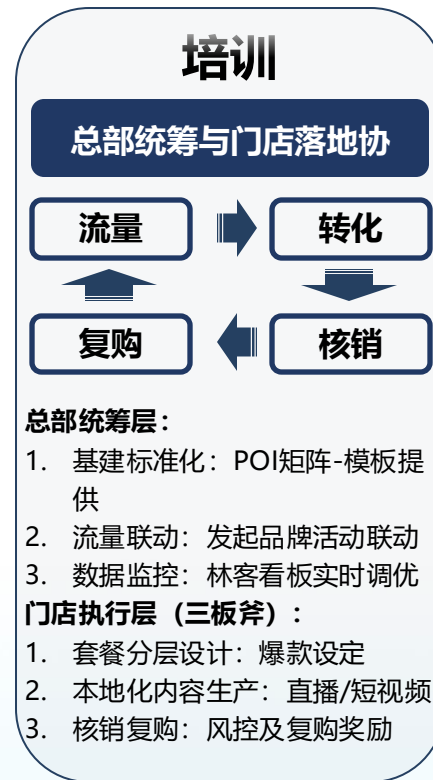 培训
总部统筹与门店落地协
流量
转化
复购
核销
总部统筹层：
1. 基建标准化：POI矩阵-模板提
供
2. 流量联动：发起品牌活动联动
3. 数据监控：林客看板实时调优
门店执行层（三板斧）：
1. 套餐分层设计：爆款设定
2. 本地化内容生产：直播/短视频
3. 核销复购：风控及复购奖励